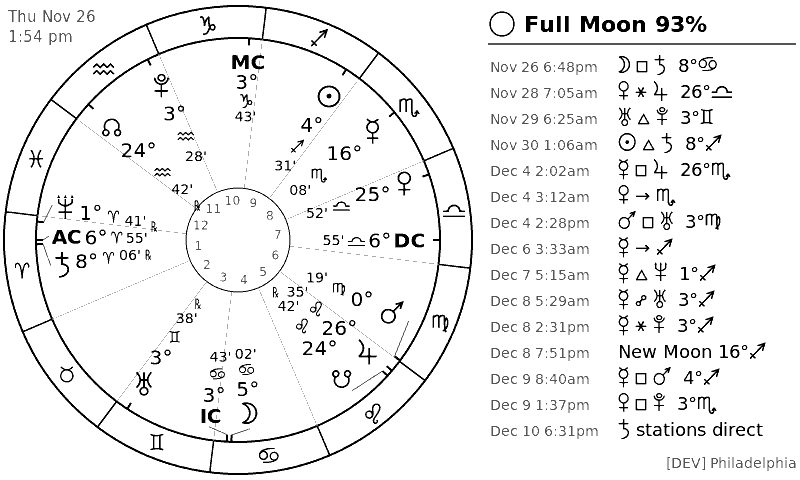 Thu Nov 26
1:54 pm
MC
3°
♑
43'
♇ 3° ♒ 28'
☊ 24° ♒ 42' ℞
☉ 4° ♐ 31'
☿ 16° ♏ 08'
♀ 25° ♎ 52'
DC 6° ♎ 55'
♆ 1° ♈ 41' ℞
AC 6° ♈ 55'
♄ 8° ♈ 06' ℞
♅ 3° ♊ 38' ℞
IC 3° ♋ 43'
☽ 5° ♋ 02'
♂ 0° ♍ 19'
♃ 26° ♌ 35'
☋ 24° ♌ 42' ℞
1
2
3
4
5
6
7
8
9
10
11
12
♈
♉
♊
♋
♌
♍
♎
♏
♐
♑
♒
♓
Full Moon 93%
Nov 26 6:48pm ☽ □ ♄ 8°♋
Nov 28 7:05am ♀ ⚹ ♃ 26°♎
Nov 29 6:25am ♅ △ ♇ 3°♊
Nov 30 1:06am ☉ △ ♄ 8°♐
Dec 4 2:02am ☿ □ ♃ 26°♏
Dec 4 3:12am ♀ → ♏
Dec 4 2:28pm ♂ □ ♅ 3°♍
Dec 6 3:33am ☿ → ♐
Dec 7 5:15am ☿ △ ♆ 1°♐
Dec 8 5:29am ☿ ☍ ♅ 3°♐
Dec 8 2:31pm ☿ ⚹ ♇ 3°♐
Dec 8 7:51pm New Moon 16°♐
Dec 9 8:40am ☿ □ ♂ 4°♐
Dec 9 1:37pm ♀ □ ♇ 3°♏
Dec 10 6:31pm ♄ stations direct
[DEV] Philadelphia